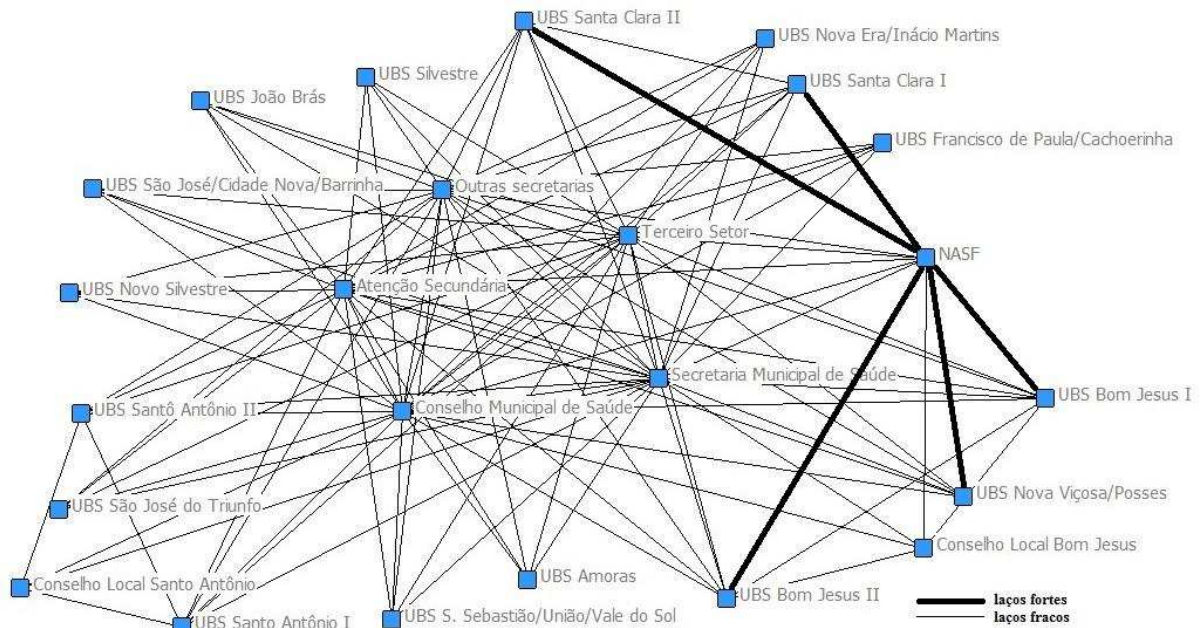 UBS Santa Clara II
UBS Nova Era/Inácio Martins
UBS Silvestre
UBS Santa Clara I
UBS João Brás
UBS Francisco de Paula/Cachoerinha
UBS São José/Cidade Nova/Barrinha
Outras secretarias
Terceiro Setor
NASF
UBS Novo Silvestre
Atenção Secundária
Secretaria Municipal de Saúde
UBS Bom Jesus I
UBS Santô Antônio II
Conselho Municipal de Saúde
UBS Nova Viçosa/Posses
UBS São José do Triunfo
Conselho Local Bom Jesus
UBS Amoras
Conselho Local Santo Antônio
UBS Bom Jesus II
laços fortes
laços fracos
UBS S. Sebastião/União/Vale do Sol
UBS Santo Antônio I